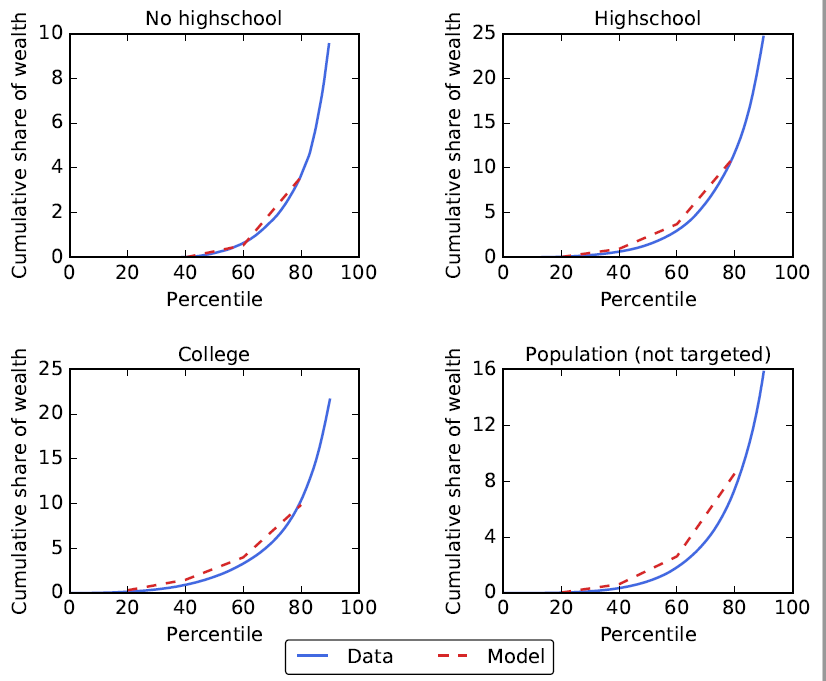 No highschool
Cumulative share of wealth
10
8
6
4
2
0
0 20 40 60 80 100
Percentile
Highschool
Cumulative share of wealth
25
20
15
10
5
0
0 20 40 60 80 100
Percentile
College
Cumulative share of wealth
25
20
15
10
5
0
0 20 40 60 80 100
Percentile
Population (not targeted)
Cumulative share of wealth
16
12
8
4
0
0 20 40 60 80 100
Percentile
Data Model